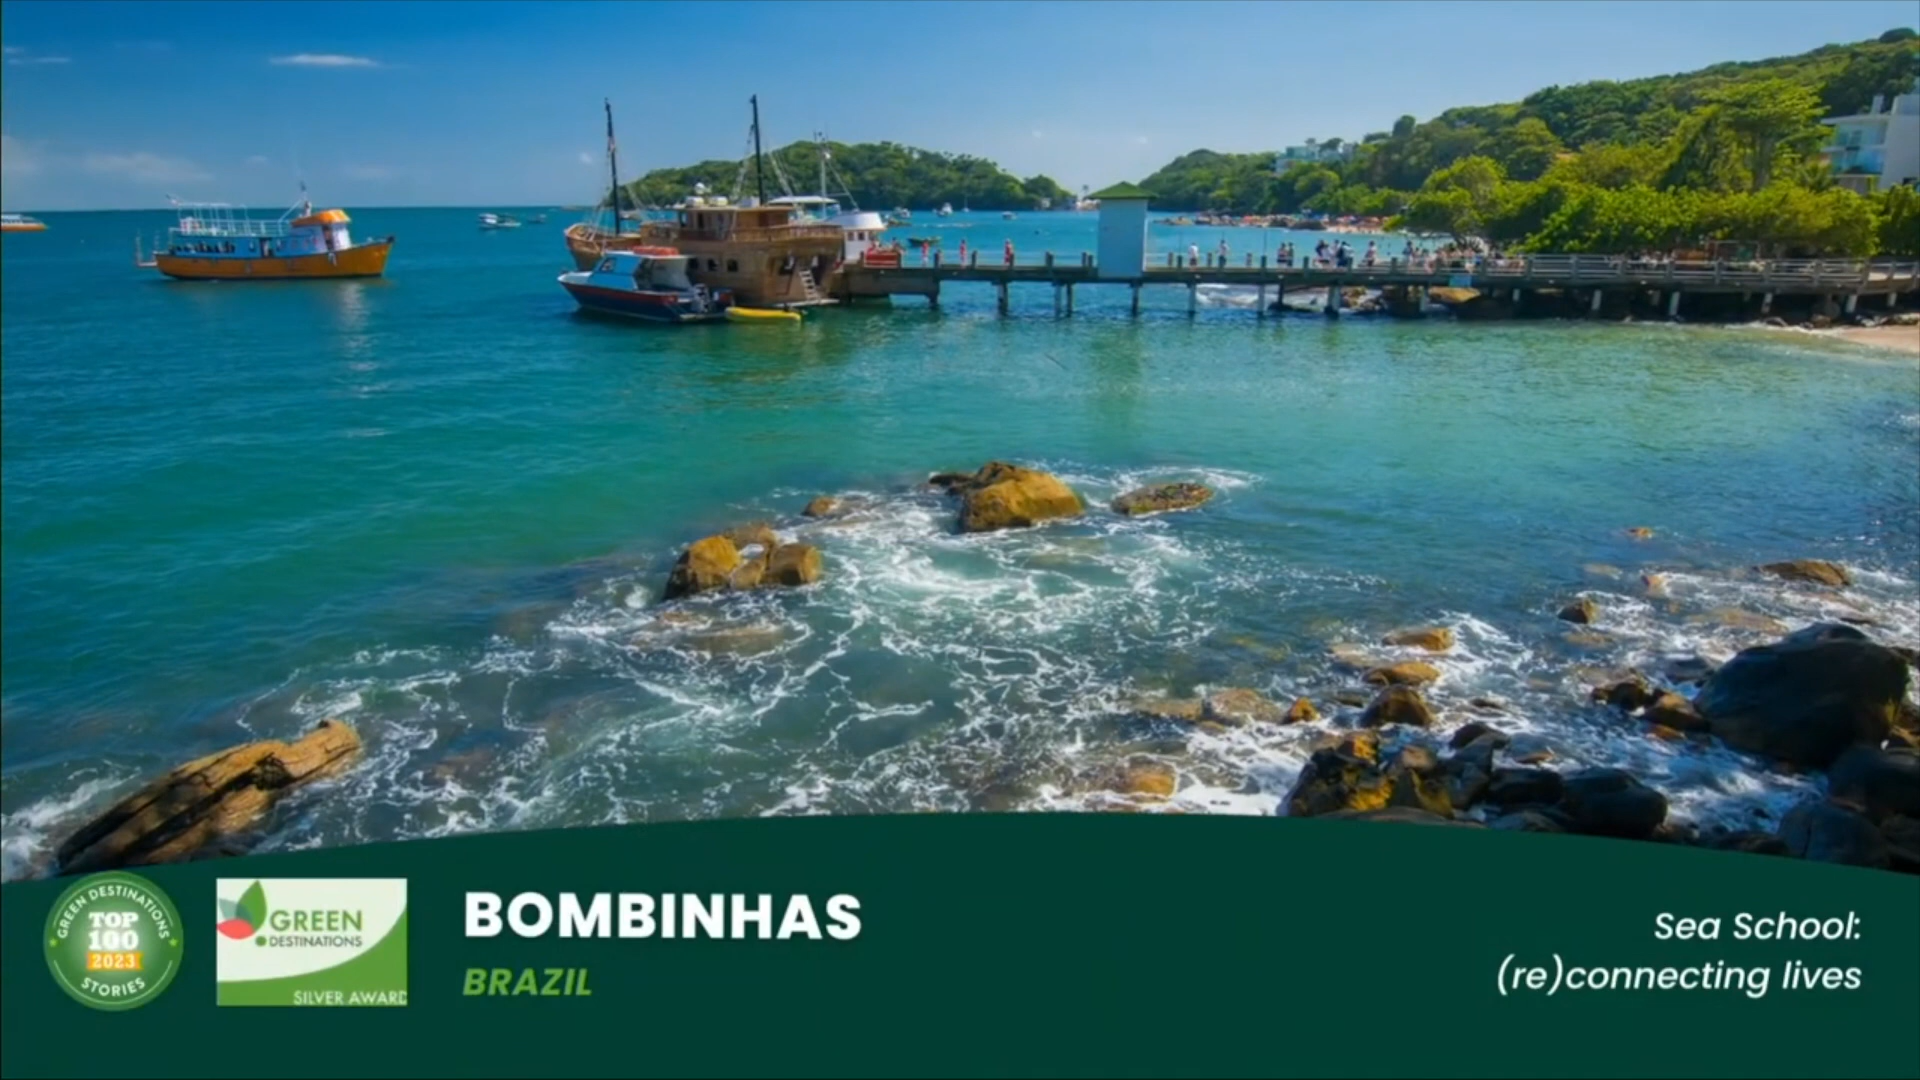 GREEN DESTINATIONS
TOP
100
2023
STORIES
GREEN
DESTINATIONS
SILVER AWARD
BOMBINHAS
BRAZIL
Sea School:
(re)connecting lives